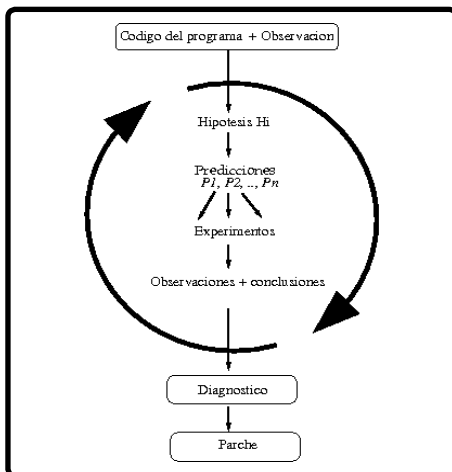 Codigo del programa + Observacion
Hipotesis Hi
Predicciones
P1, P2, .., Pn
Experimentos
Observaciones + conclusiones
Diagnostico
Parche